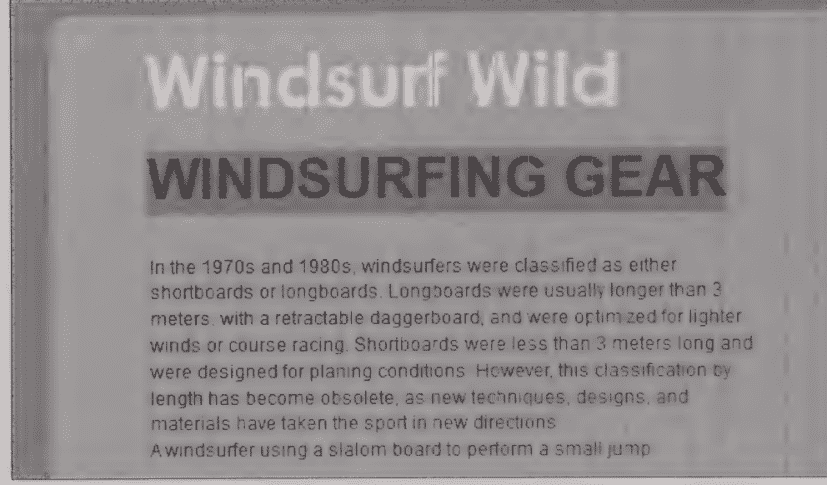 Windsurf Wild
WINDSURFING GEAR
In the 1970s and 1980s, windsurfers were classified as either
shortboards or longboards. Longboards were usually longer than 3
meters, with a retractable daggerboard, and were optimized for lighter
winds or course racing. Shortboards were less than 3 meters long and
were designed for planing conditions. However, this classification by
length has become obsolete, as new techniques, designs, and
materials have taken the sport in new directions.
A windsurfer using a slalom board to perform a small jump